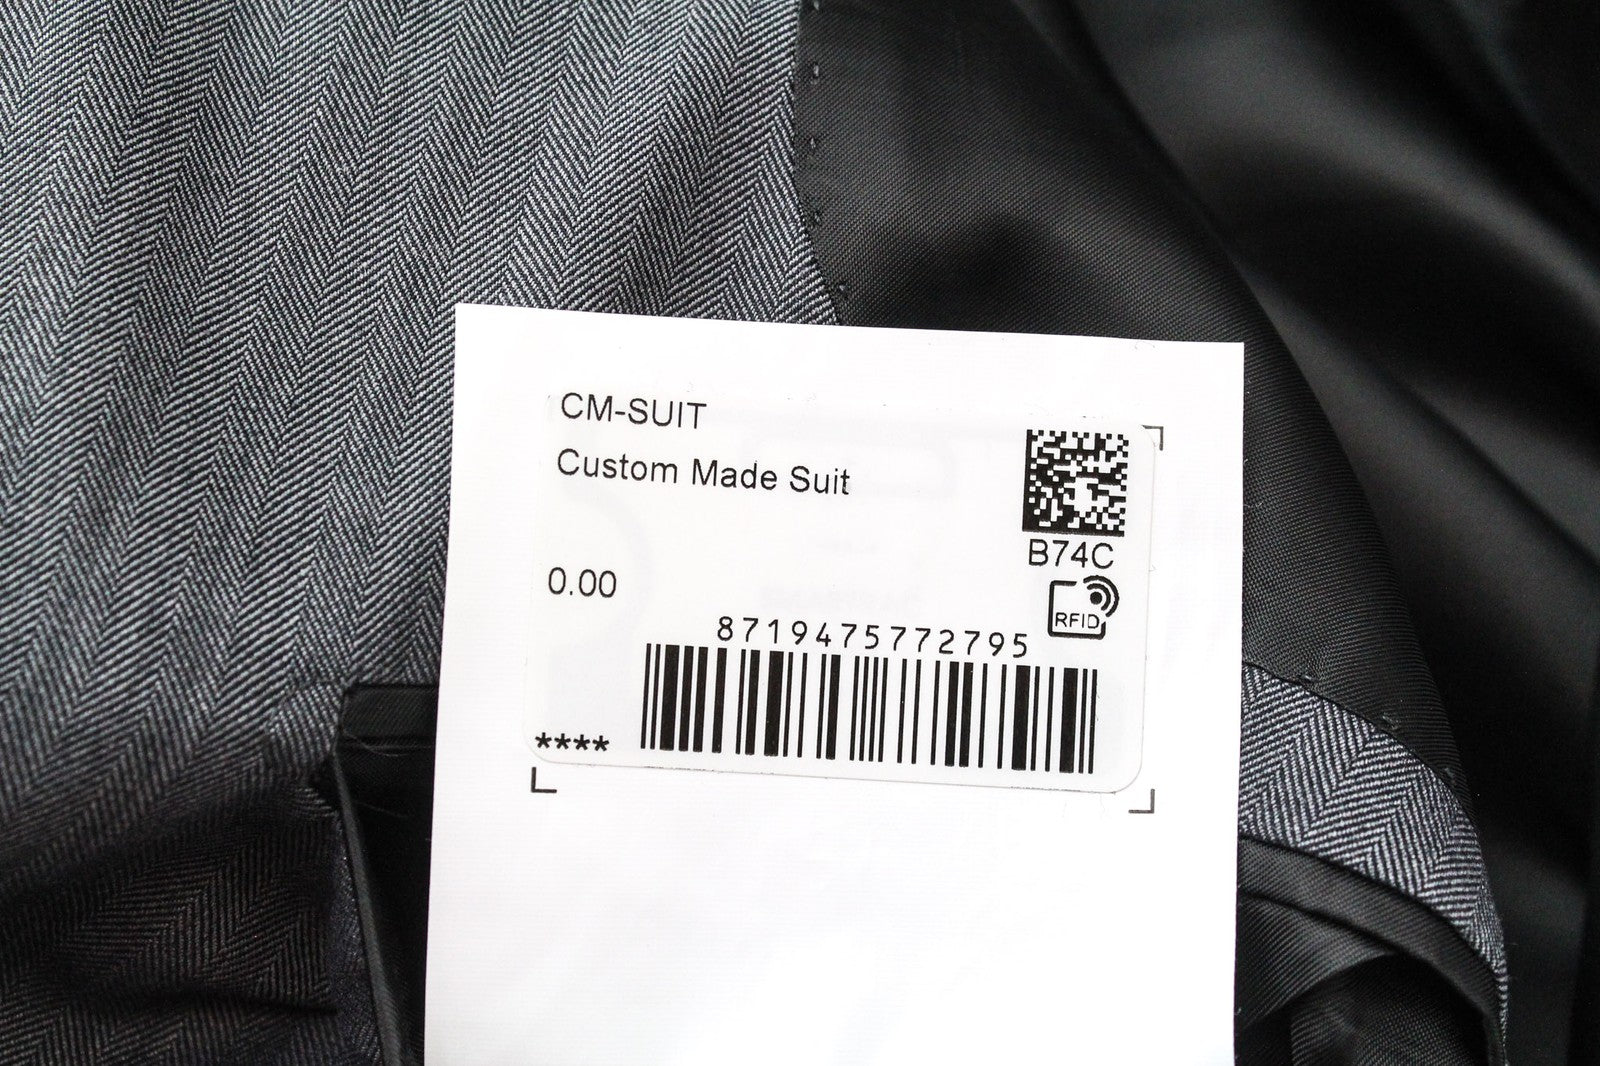 CM-SUIT
Custom Made Suit
B74C
RFID
0.00
8719475772795
****